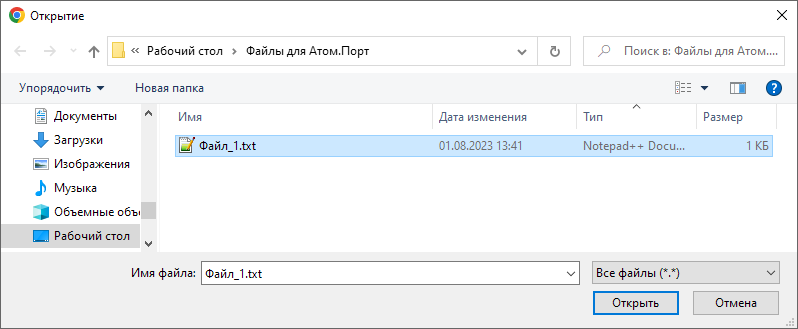 Открытие
« Рабочий стол › Файлы для Атом.Порт
Поиск в: Файлы для Атом....
Упорядочить
Новая папка
Документы
Загрузки
Изображения
Музыка
Объемные объ
Рабочий стол
Имя Дата изменения Тип Размер
Файл_1.txt 01.08.2023 13:41 Notepad++ Docu... 1 КБ
Имя файла: Файл_1.txt Все файлы (*.*)
Открыть Отмена